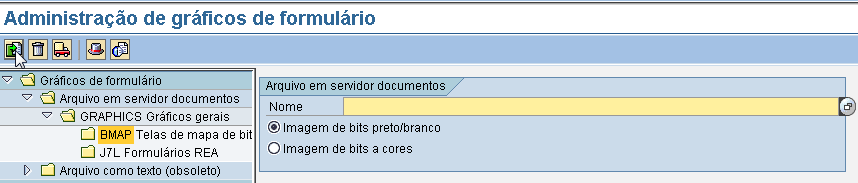 Administração de gráficos de formulário
Gráficos de formulário
Arquivo em servidor documentos
GRAPHICS Gráficos gerais
BMAP Telas de mapa de bit
J7L Formulários REA
Arquivo como texto (obsoleto)
Arquivo em servidor documentos
Nome
Imagem de bits preto/branco
Imagem de bits a cores